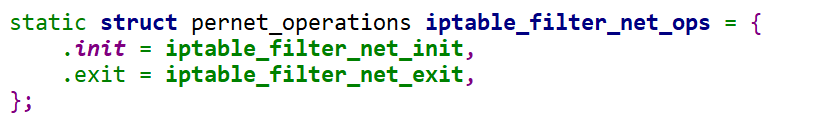 static struct pernet_operations iptable_filter_net_ops = {
    .init = iptable_filter_net_init,
    .exit = iptable_filter_net_exit,
};